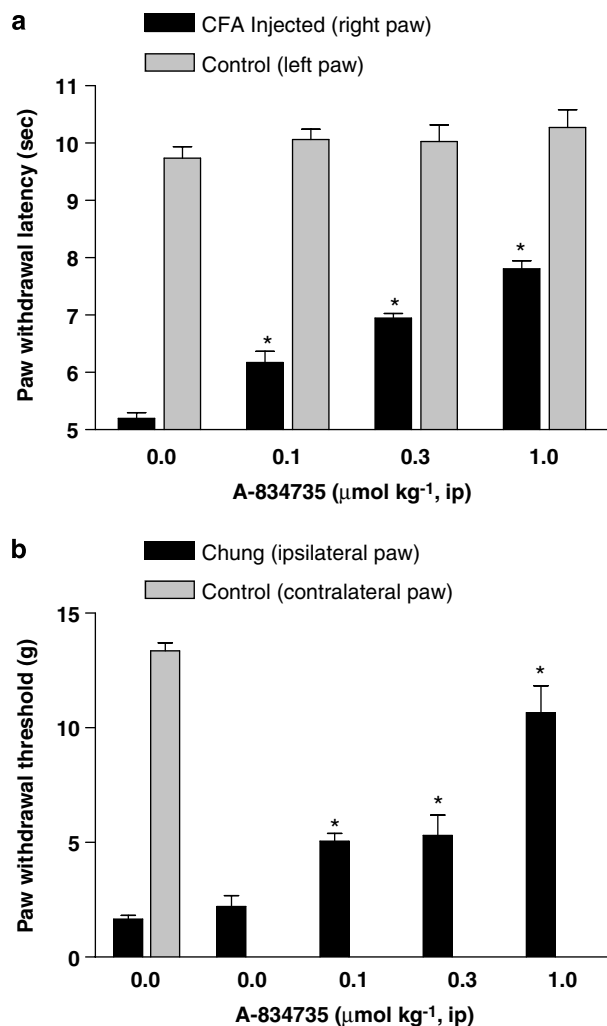 a
CFA Injected (right paw)
Control (left paw)
Paw withdrawal latency (sec)
11
10
9
8
7
6
5
*
*
*
0.0 0.1 0.3 1.0
A-834735 (μmol kg⁻¹, ip)
b
Chung (ipsilateral paw)
Control (contralateral paw)
Paw withdrawal threshold (g)
15
10
5
0
*
*
*
0.0 0.0 0.1 0.3 1.0
A-834735 (μmol kg⁻¹, ip)